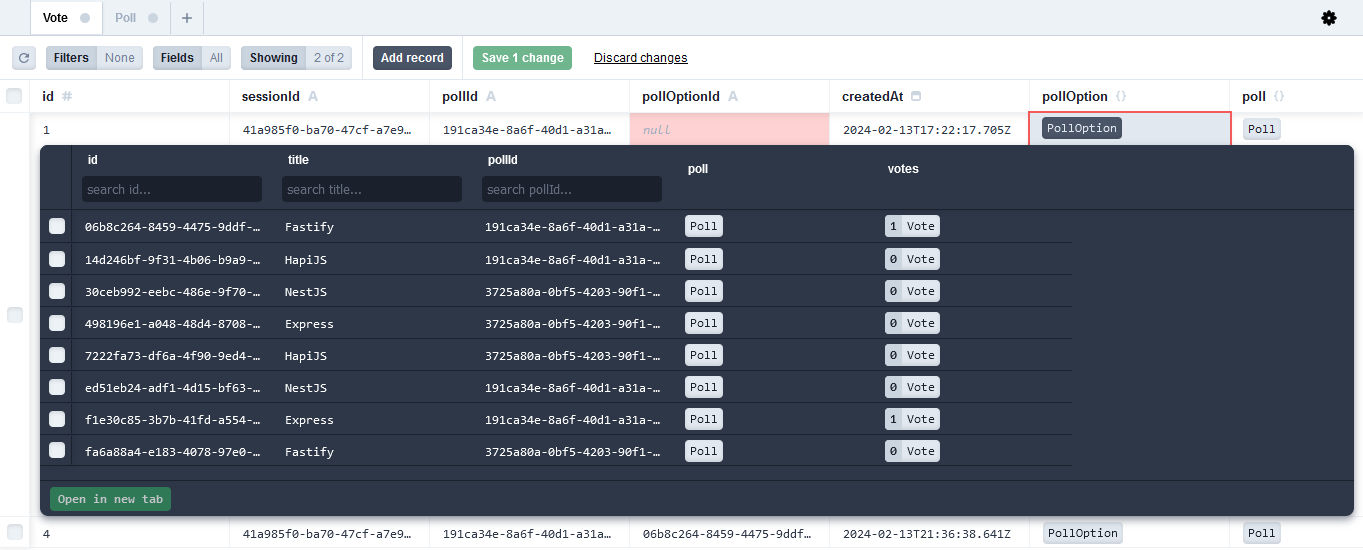 Vote Poll +
Filters None Fields All Showing 2 of 2 Add record Save 1 change Discard changes
id # sessionId A pollId A pollOptionId A createdAt pollOption {} poll {}
1 41a985f0-ba70-47cf-a7e9… 191ca34e-8a6f-40d1-a31a… null 2024-02-13T17:22:17.705Z PollOption Poll
id title pollId poll votes
search id... search title... search pollId...
06b8c264-8459-4475-9ddf-… Fastify 191ca34e-8a6f-40d1-a31a-… Poll 1 Vote
14d246bf-9f31-4b06-b9a9-… HapiJS 191ca34e-8a6f-40d1-a31a-… Poll 0 Vote
30ceb992-eebc-486e-9f70-… NestJS 3725a80a-0bf5-4203-90f1-… Poll 0 Vote
498196e1-a048-48d4-8708-… Express 3725a80a-0bf5-4203-90f1-… Poll 0 Vote
7222fa73-df6a-4f90-9ed4-… HapiJS 3725a80a-0bf5-4203-90f1-… Poll 0 Vote
ed51eb24-adf1-4d15-bf63-… NestJS 191ca34e-8a6f-40d1-a31a-… Poll 0 Vote
f1e30c85-3b7b-41fd-a554-… Express 191ca34e-8a6f-40d1-a31a-… Poll 1 Vote
fa6a88a4-e183-4078-97e0-… Fastify 3725a80a-0bf5-4203-90f1-… Poll 0 Vote
Open in new tab
4 41a985f0-ba70-47cf-a7e9… 191ca34e-8a6f-40d1-a31a… 06b8c264-8459-4475-9ddf… 2024-02-13T21:36:38.641Z PollOption Poll